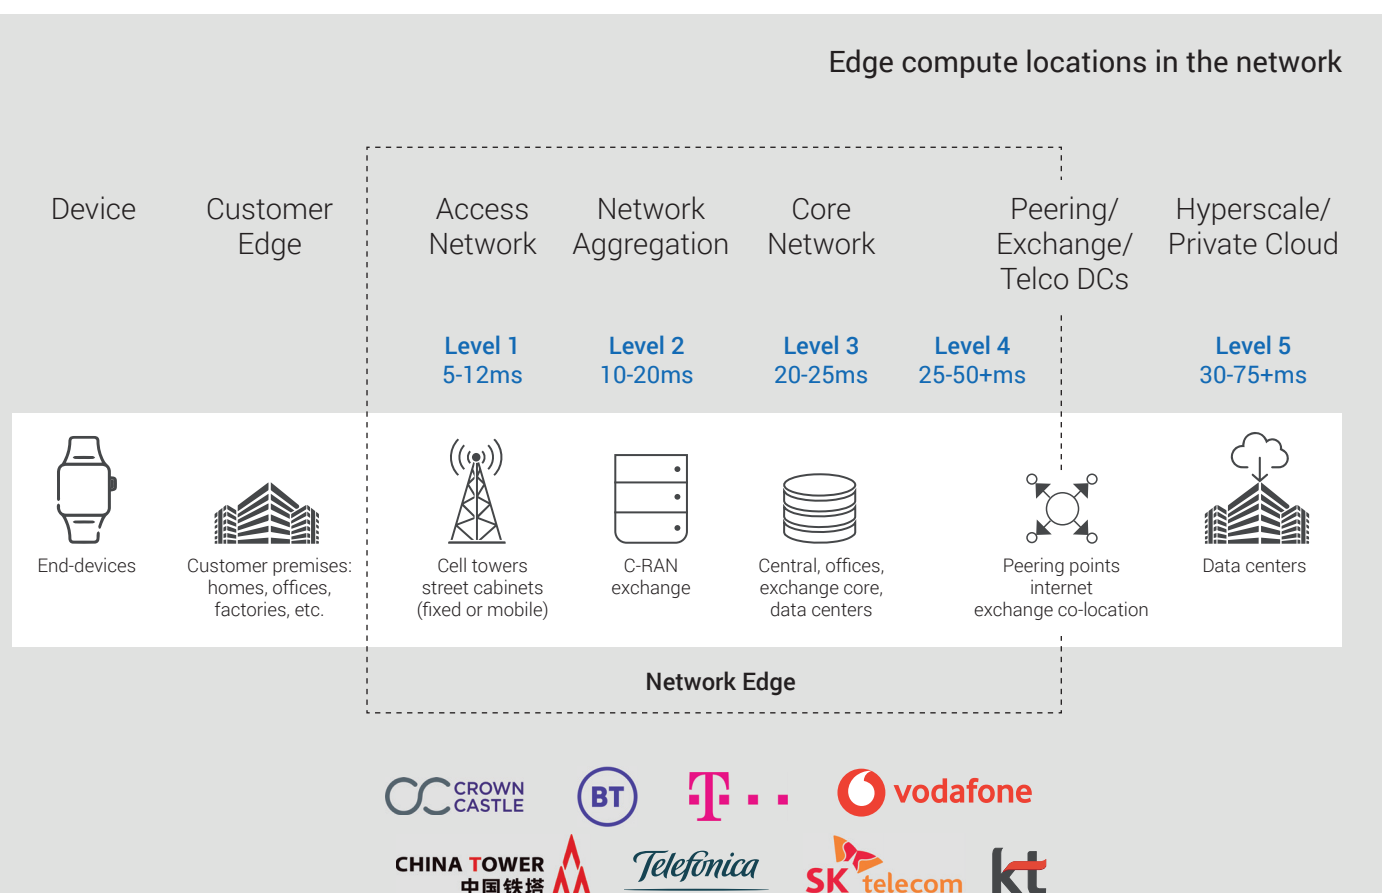 Edge compute locations in the network
Device
Customer
Edge
Access
Network
Network
Aggregation
Core
Network
Peering/
Exchange/
Telco DCs
Hyperscale/
Private Cloud
Level 1
5-12ms
Level 2
10-20ms
Level 3
20-25ms
Level 4
25-50+ms
Level 5
30-75+ms
End-devices
Customer premises:
homes, offices,
factories, etc.
Cell towers
street cabinets
(fixed or mobile)
C-RAN
exchange
Central, offices,
exchange core,
data centers
Peering points
internet
exchange co-location
Data centers
Network Edge
CROWN
CASTLE
BT
T
vodafone
CHINA TOWER
中国铁塔
Telefónica
SK telecom
kt